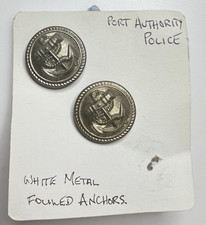 PORT AUTHORITY
POLICE
WHITE METAL
FOULED ANCHORS.